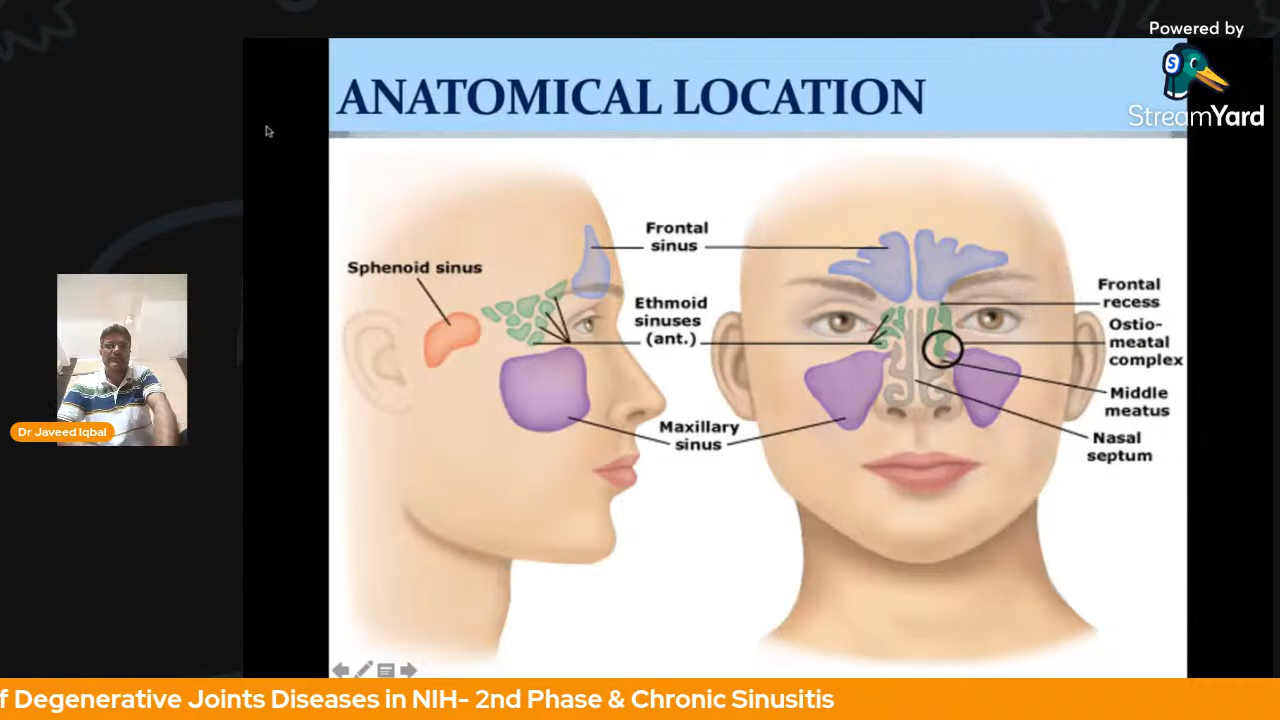 Powered by
StreamYard
ANATOMICAL LOCATION
Frontal
sinus
Sphenoid sinus
Ethmoid
sinuses
(ant.)
Maxillary
sinus
Frontal
recess
Ostio-
meatal
complex
Middle
meatus
Nasal
septum
Dr Javeed Iqbal
f Degenerative Joints Diseases in NIH- 2nd Phase & Chronic Sinusitis